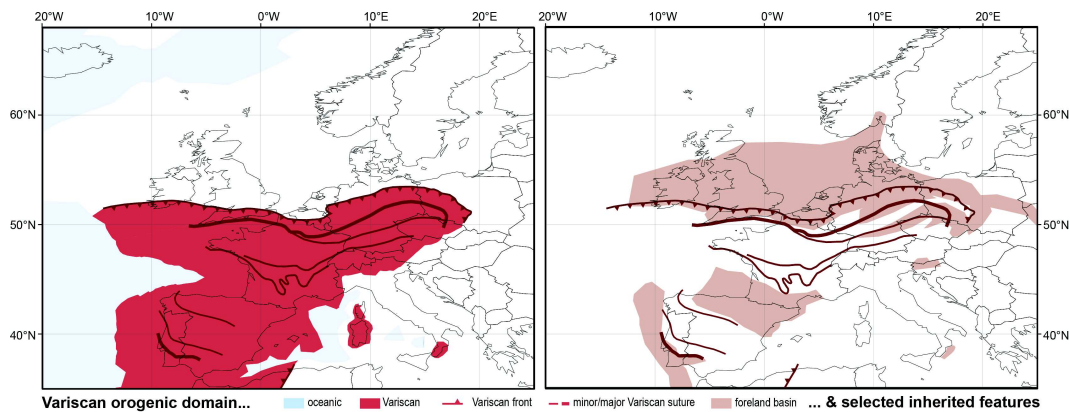 20°W 10°W 0°W 10°E 20°E 20°W 10°W 0°W 10°E 20°E
60°N 60°N
50°N 50°N
40°N 40°N
Variscan orogenic domain... oceanic Variscan Variscan front minor/major Variscan suture foreland basin ... & selected inherited features